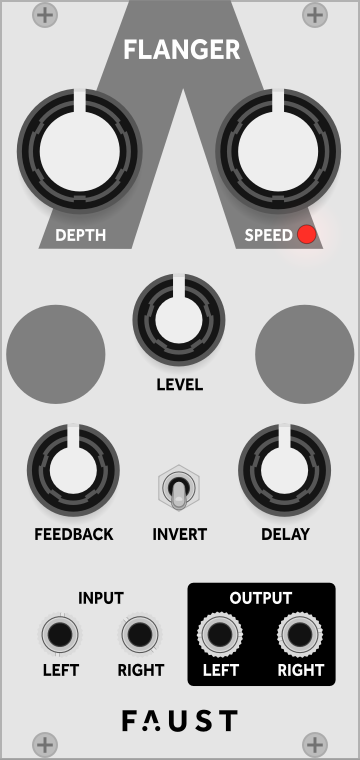 FLANGER
DEPTH SPEED
LEVEL
FEEDBACK INVERT DELAY
INPUT OUTPUT
LEFT RIGHT LEFT RIGHT
FAUST